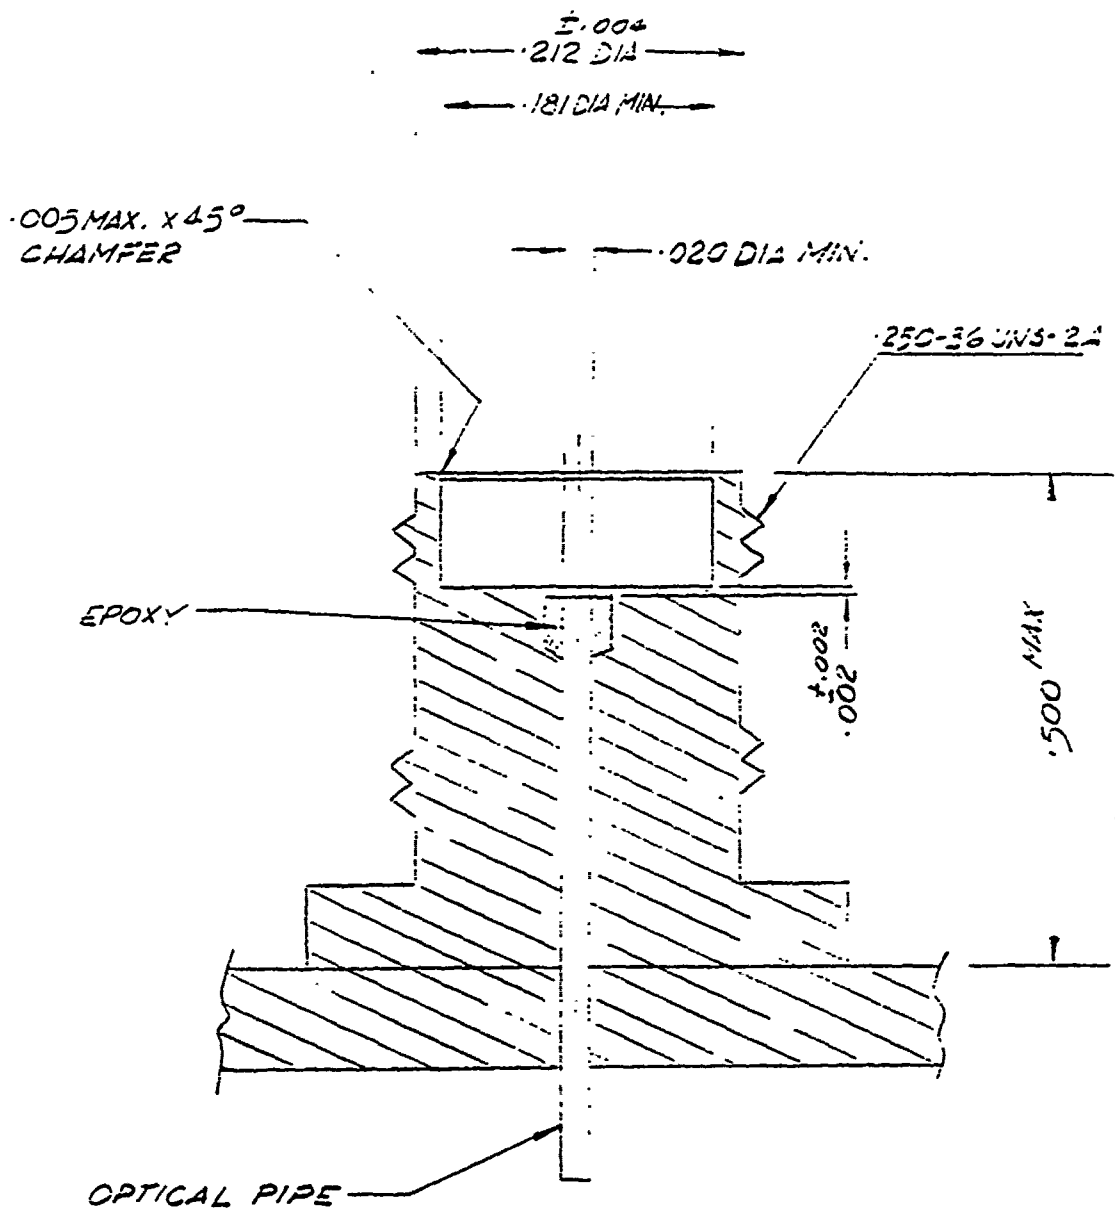 ±.004
.212 DIA
.181 DIA MIN.
.005 MAX. X 45°
CHAMFER
.020 DIA MIN.
.250-36 UNS-2A
EPOXY
±.002
.002
.500 MAX
OPTICAL PIPE